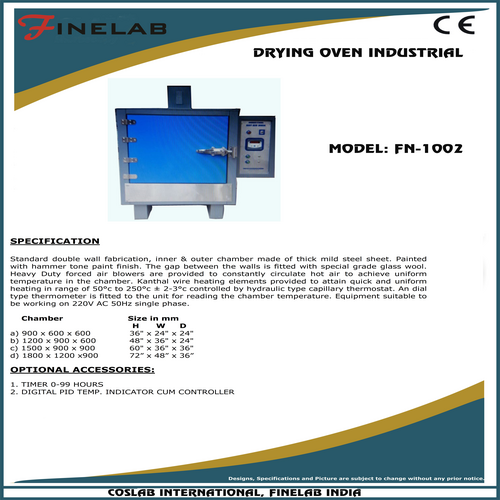 FINELAB
CE
DRYING OVEN INDUSTRIAL
MODEL: FN-1002
SPECIFICATION
Standard double wall fabrication, inner & outer chamber made of thick mild steel sheet. Painted
with hammer tone paint finish. The gap between the walls is fitted with special grade glass wool.
Heavy Duty forced air blowers are provided to constantly circulate hot air to achieve uniform
temperature in the chamber. Kanthal wire heating elements provided to attain quick and uniform
heating in range of 50°c to 250°c ± 2-3°c controlled by hydraulic type capillary thermostat. An dial
type thermometer is fitted to the unit for reading the chamber temperature. Equipment suitable to
be working on 220V AC 50Hz single phase.
Chamber Size in mm
H W D
a) 900 x 600 x 600 36" x 24" x 24"
b) 1200 x 900 x 600 48" x 36" x 24"
c) 1500 x 900 x 900 60" x 36" x 36"
d) 1800 x 1200 x900 72” x 48” x 36”
OPTIONAL ACCESSORIES:
1. TIMER 0-99 HOURS
2. DIGITAL PID TEMP. INDICATOR CUM CONTROLLER
Designs, Specifications and Picture are subject to change without any prior notice.
COSLAB INTERNATIONAL, FINELAB INDIA